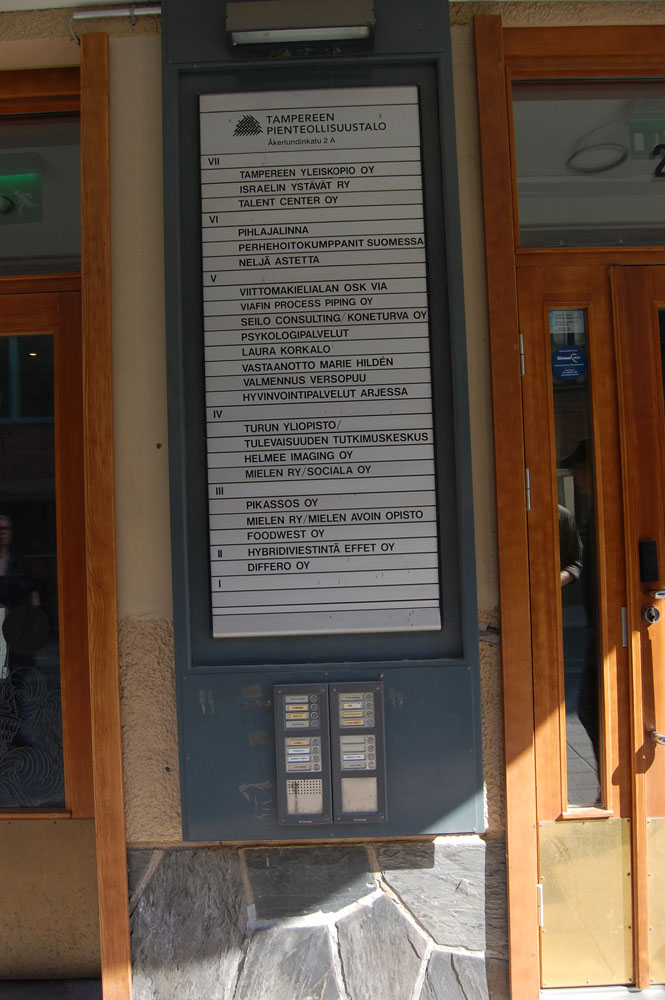 TAMPEREEN
PIENTEOLLISUUSTALO
Åkerlundinkatu 2 A
VII
TAMPEREEN YLEISKOPIO OY
ISRAELIN YSTÄVÄT RY
TALENT CENTER OY
VI
PIHLAJALINNA
PERHEHOITOKUMPPANIT SUOMESSA
NELJÄ ASTETTA
V
VIITTOMAKIELIALAN OSK VIA
VIAFIN PROCESS PIPING OY
SEILO CONSULTING/KONETURVA OY
PSYKOLOGIPALVELUT
LAURA KORKALO
VASTAANOTTO MARIE HILDÉN
VALMENNUS VERSOPUU
HYVINVOINTIPALVELUT ARJESSA
IV
TURUN YLIOPISTO/
TULEVAISUUDEN TUTKIMUSKESKUS
HELMEE IMAGING OY
MIELEN RY/SOCIALA OY
III
PIKASSOS OY
MIELEN RY/MIELEN AVOIN OPISTO
FOODWEST OY
II HYBRIDIVIESTINTÄ EFFET OY
DIFFERO OY
I
2